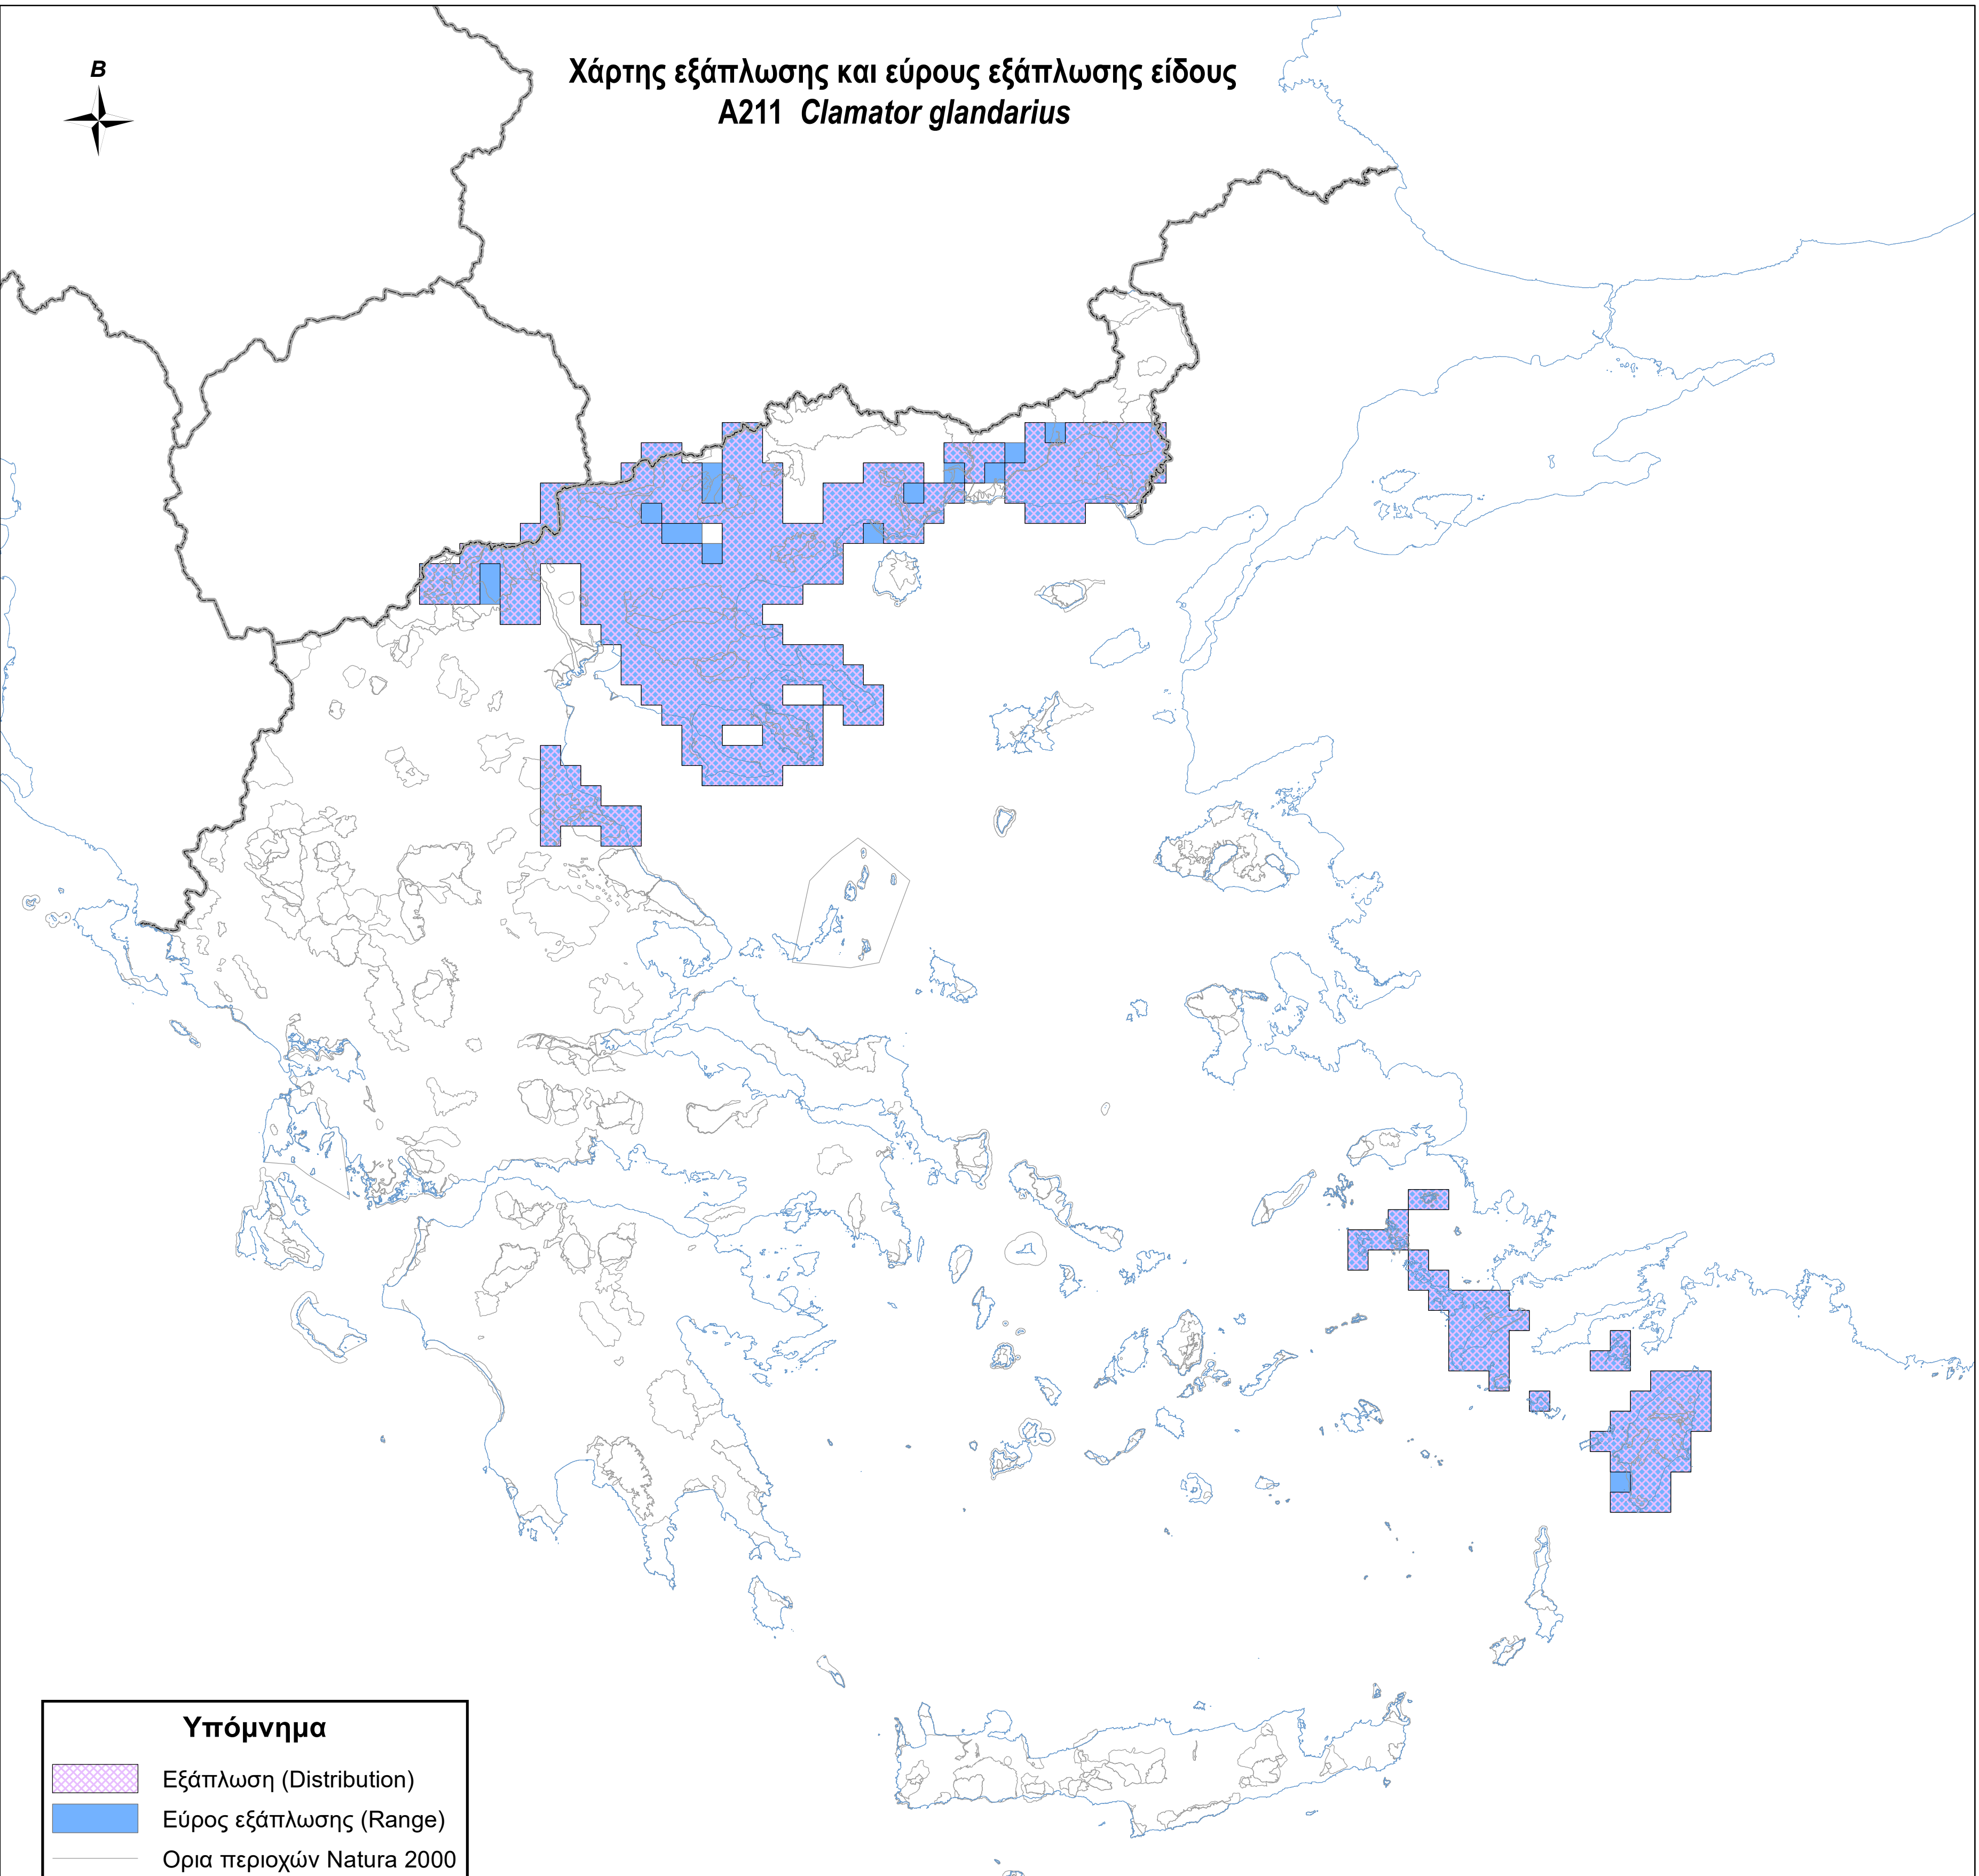 B
Χάρτης εξάπλωσης και εύρους εξάπλωσης είδους
A211 Clamator glandarius
Υπόμνημα
Εξάπλωση (Distribution)
Εύρος εξάπλωσης (Range)
Ορια περιοχών Natura 2000